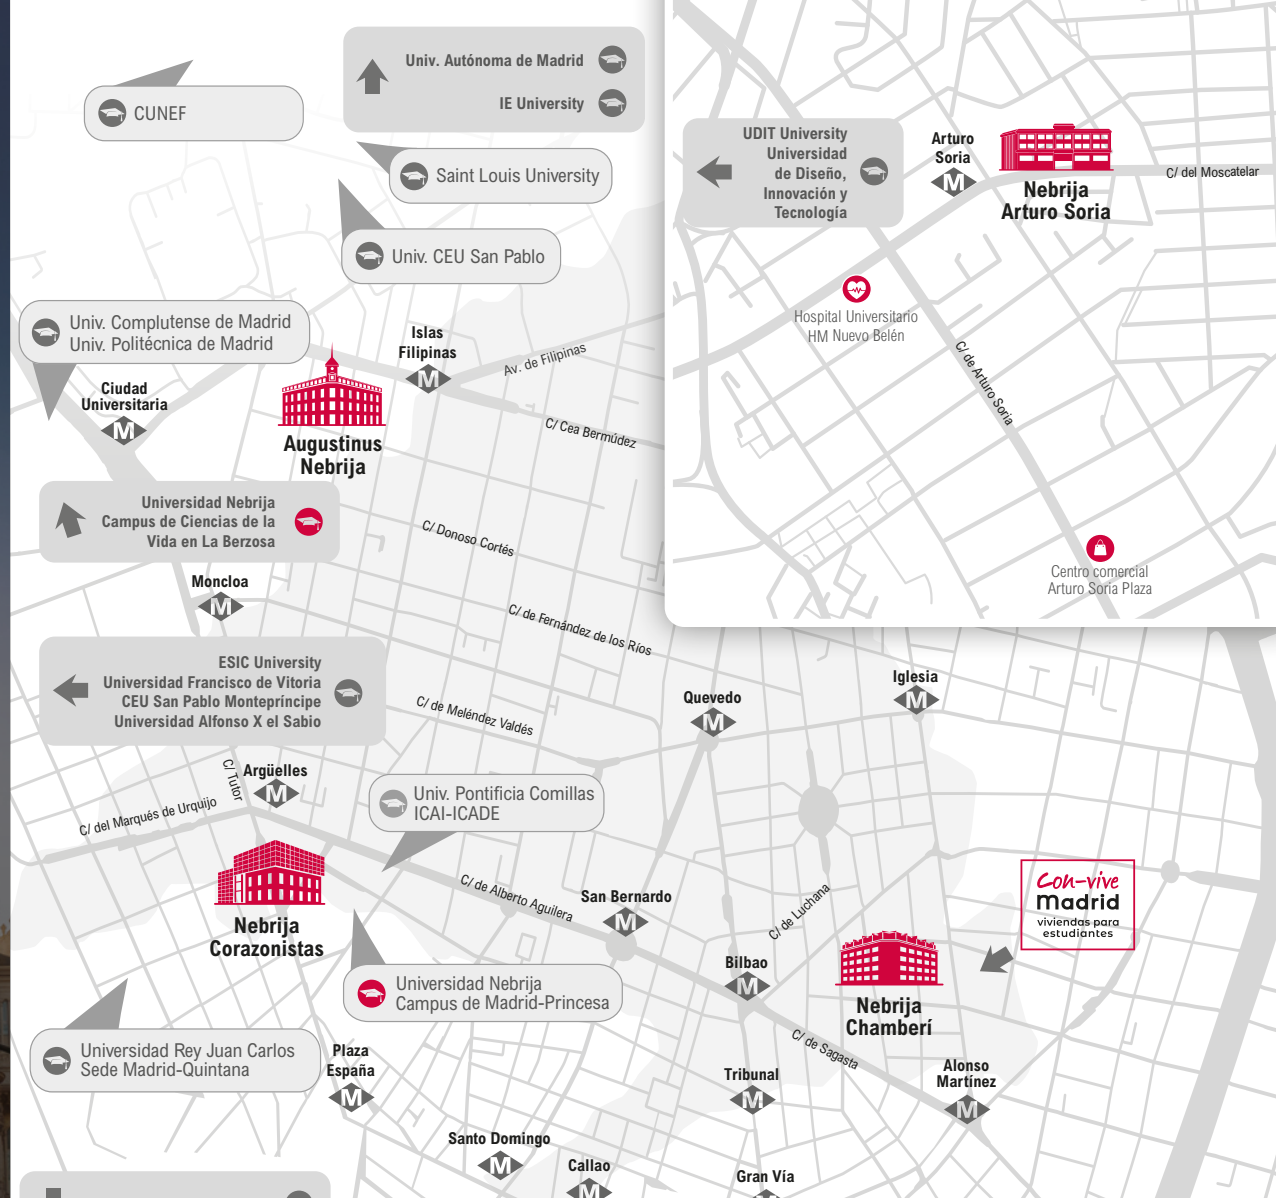 CUNEF
Univ. Autónoma de Madrid
IE University
Saint Louis University
Univ. CEU San Pablo
Univ. Complutense de Madrid
Univ. Politécnica de Madrid
Ciudad
Universitaria
M
Islas
Filipinas
M
Av. de Filipinas
C/ Cea Bermúdez
Augustinus
Nebrija
Universidad Nebrija
Campus de Ciencias de la
Vida en La Berzosa
C/ Donoso Cortés
Moncloa
M
C/ de Fernández de los Ríos
ESIC University
Universidad Francisco de Vitoria
CEU San Pablo Montepríncipe
Universidad Alfonso X el Sabio
C/ de Meléndez Valdés
Quevedo
M
Iglesia
M
C/ Tutor
Argüelles
M
C/ del Marqués de Urquijo
Univ. Pontificia Comillas
ICAI-ICADE
Nebrija
Corazonistas
C/ de Alberto Aguilera
San Bernardo
M
C/ de Luchana
Con-vive
Madrid
viviendas para
estudiantes
Bilbao
M
Nebrija
Chamberí
Universidad Nebrija
Campus de Madrid-Princesa
C/ de Sagasta
Universidad Rey Juan Carlos
Sede Madrid-Quintana
Plaza
España
M
Tribunal
M
Alonso
Martínez
M
Santo Domingo
M
Callao
M
Gran Vía
UDIT University
Universidad
de Diseño,
Innovación y
Tecnología
Arturo
Soria
M
Nebrija
Arturo Soria
C/ del Moscatelar
Hospital Universitario
HM Nuevo Belén
C/ de Arturo Soria
Centro comercial
Arturo Soria Plaza